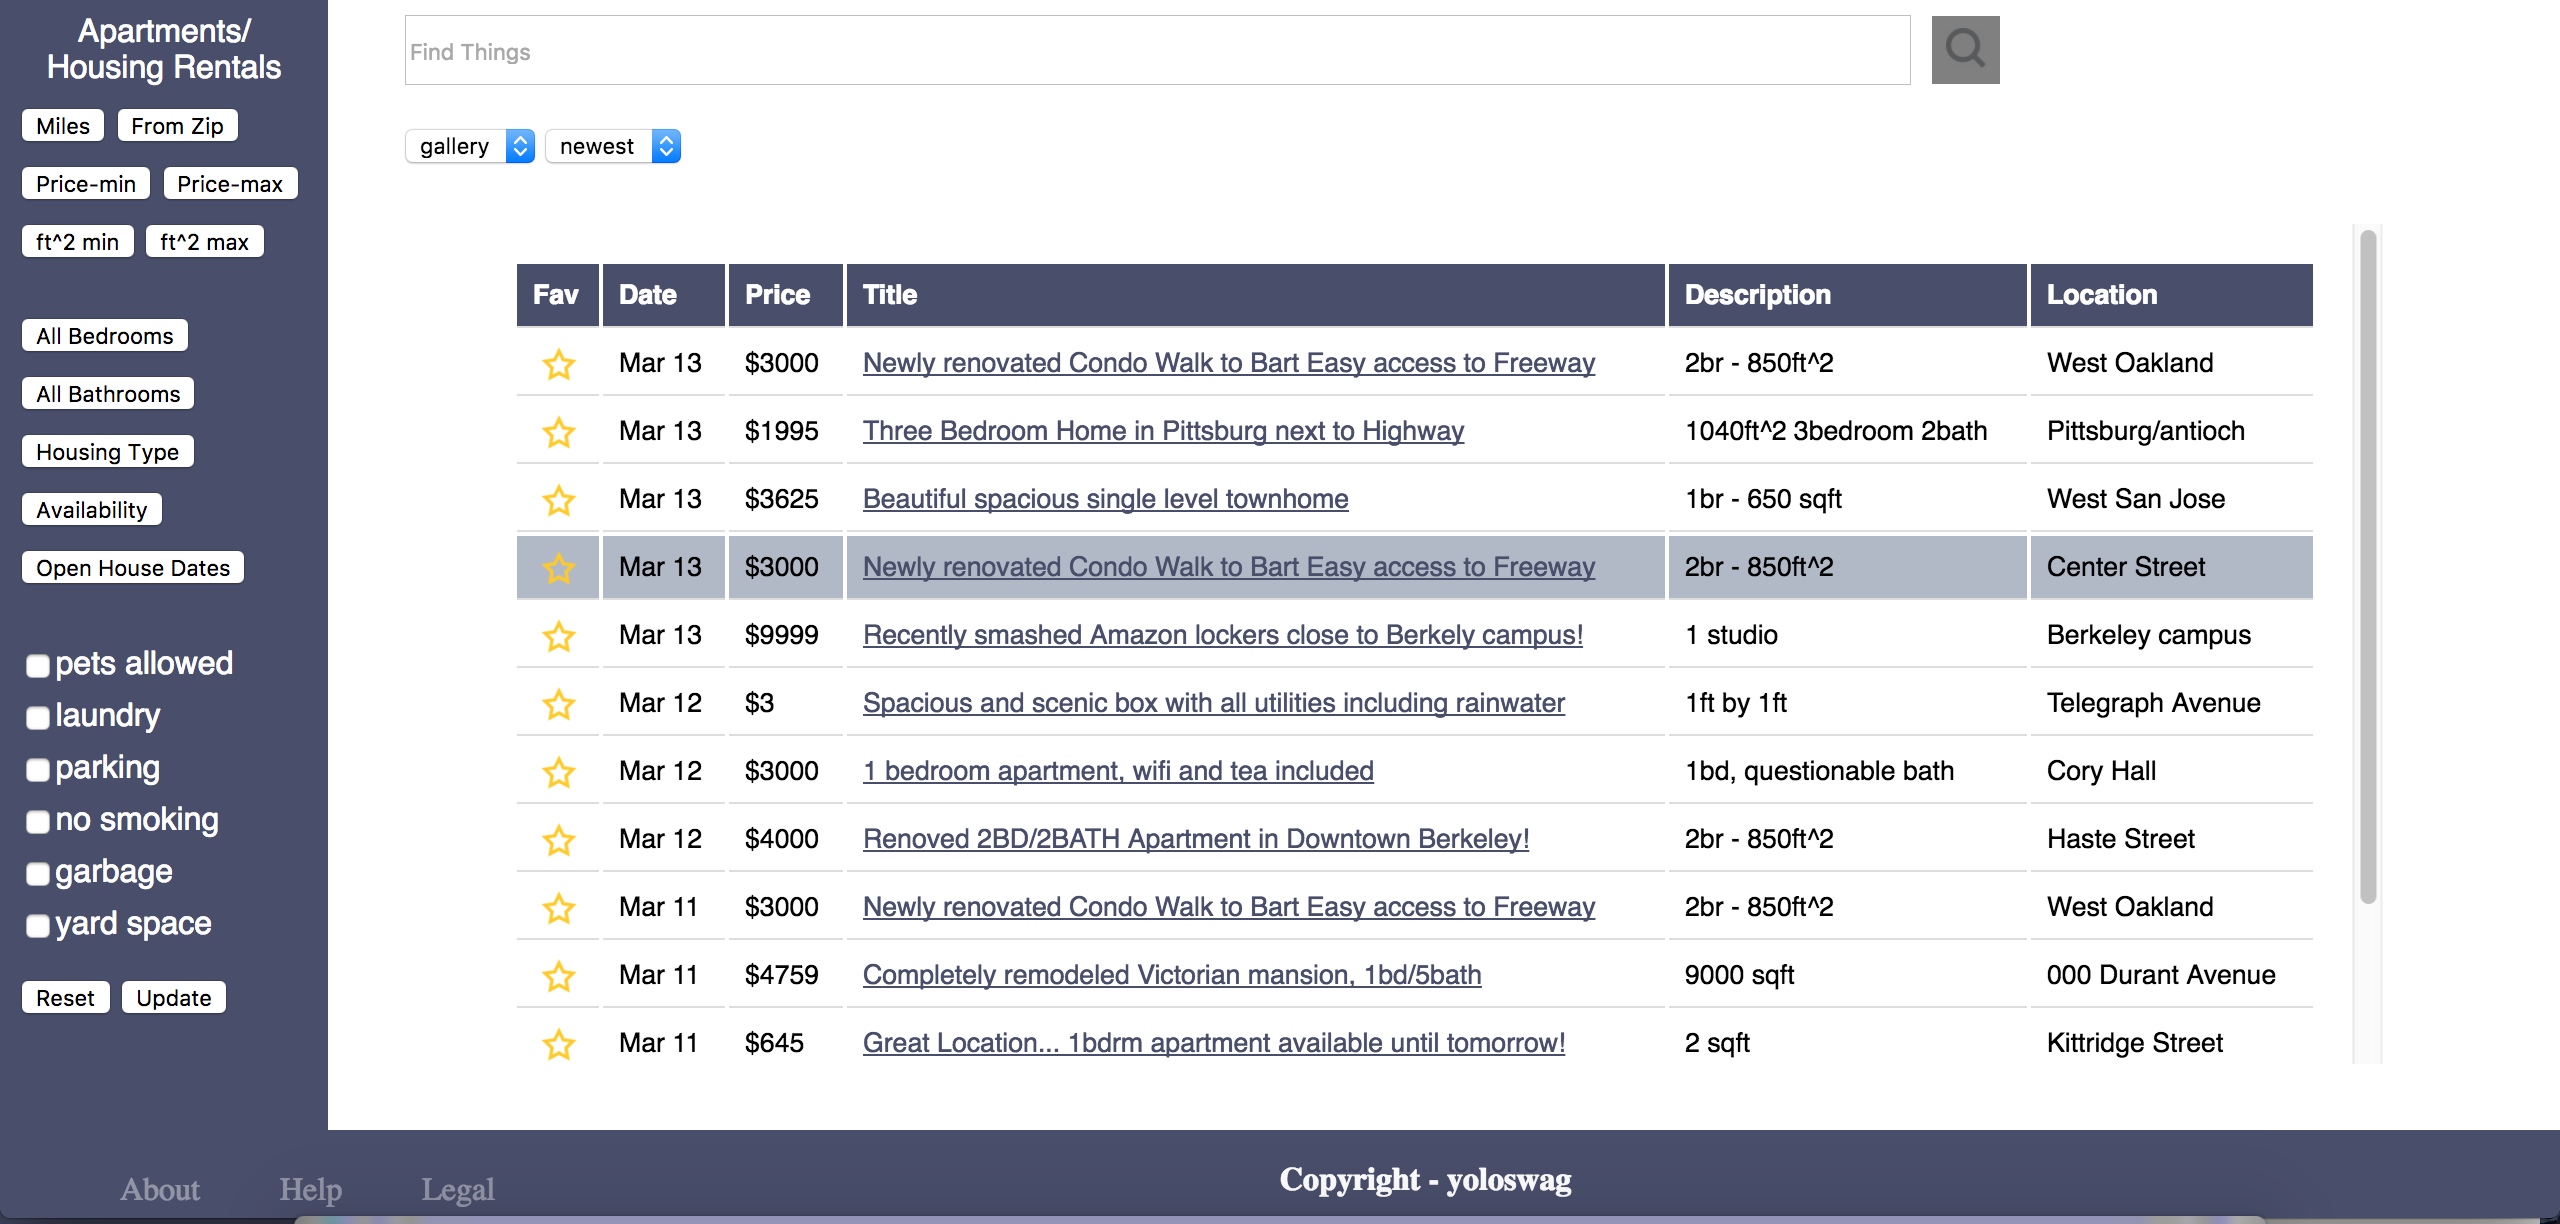 Apartments/
Housing Rentals
Miles From Zip
Price-min Price-max
ft^2 min ft^2 max
All Bedrooms
All Bathrooms
Housing Type
Availability
Open House Dates
pets allowed
laundry
parking
no smoking
garbage
yard space
Reset Update
Find Things
gallery newest
Fav Date Price Title Description Location
Mar 13 $3000 Newly renovated Condo Walk to Bart Easy access to Freeway 2br - 850ft^2 West Oakland
Mar 13 $1995 Three Bedroom Home in Pittsburg next to Highway 1040ft^2 3bedroom 2bath Pittsburg/antioch
Mar 13 $3625 Beautiful spacious single level townhome 1br - 650 sqft West San Jose
Mar 13 $3000 Newly renovated Condo Walk to Bart Easy access to Freeway 2br - 850ft^2 Center Street
Mar 13 $9999 Recently smashed Amazon lockers close to Berkely campus! 1 studio Berkeley campus
Mar 12 $3 Spacious and scenic box with all utilities including rainwater 1ft by 1ft Telegraph Avenue
Mar 12 $3000 1 bedroom apartment, wifi and tea included 1bd, questionable bath Cory Hall
Mar 12 $4000 Renoved 2BD/2BATH Apartment in Downtown Berkeley! 2br - 850ft^2 Haste Street
Mar 11 $3000 Newly renovated Condo Walk to Bart Easy access to Freeway 2br - 850ft^2 West Oakland
Mar 11 $4759 Completely remodeled Victorian mansion, 1bd/5bath 9000 sqft 000 Durant Avenue
Mar 11 $645 Great Location... 1bdrm apartment available until tomorrow! 2 sqft Kittridge Street
About Help Legal
Copyright - yoloswag